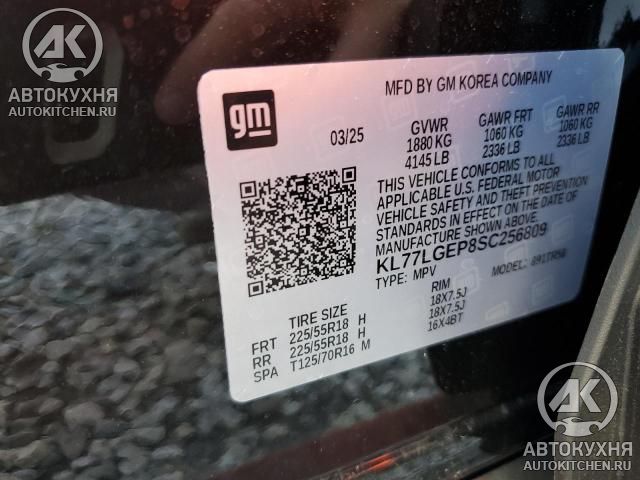 АК
АВТОКУХНЯ
AUTOKITCHEN.RU
gm
MFD BY GM KOREA COMPANY
03/25
GVWR GAWR FRT GAWR RR
1880 KG 1060 KG 1060 KG
4145 LB 2336 LB 2336 LB
THIS VEHICLE CONFORMS TO ALL
APPLICABLE U.S. FEDERAL MOTOR
VEHICLE SAFETY AND THEFT PREVENTION
STANDARDS IN EFFECT ON THE DATE OF
MANUFACTURE SHOWN ABOVE.
KL77LGEP8SC256809
TYPE: MPV MODEL: 891TR58
TIRE SIZE RIM
FRT 225/55R18 H 18X7.5J
RR 225/55R18 H 18X7.5J
SPA T125/70R16 M 16X4BT
АК
АВТОКУХНЯ
AUTOKITCHEN.RU